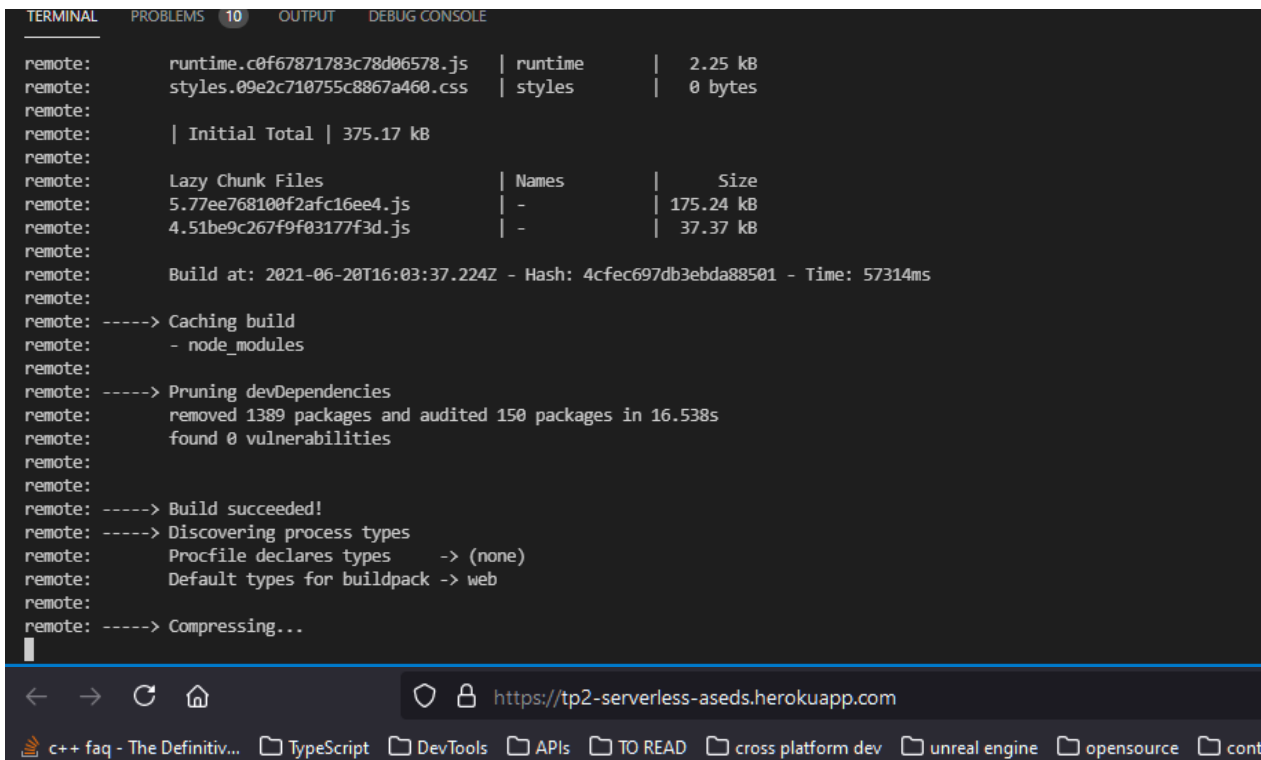 TERMINAL PROBLEMS 10 OUTPUT DEBUG CONSOLE
remote: runtime.c0f67871783c78d06578.js | runtime | 2.25 kB
remote: styles.09e2c710755c8867a460.css | styles | 0 bytes
remote:
remote: | Initial Total | 375.17 kB
remote:
remote: Lazy Chunk Files | Names | Size
remote: 5.77ee768100f2afc16ee4.js | - | 175.24 kB
remote: 4.51be9c267f9f03177f3d.js | - | 37.37 kB
remote:
remote: Build at: 2021-06-20T16:03:37.224Z - Hash: 4cfec697db3ebda88501 - Time: 57314ms
remote:
remote: -----> Caching build
remote: - node_modules
remote:
remote: -----> Pruning devDependencies
remote: removed 1389 packages and audited 150 packages in 16.538s
remote: found 0 vulnerabilities
remote:
remote:
remote: -----> Build succeeded!
remote: -----> Discovering process types
remote: Procfile declares types -> (none)
remote: Default types for buildpack -> web
remote:
remote: -----> Compressing...
https://tp2-serverless-aseds.herokuapp.com
c++ faq - The Definitiv... TypeScript DevTools APIs TO READ cross platform dev unreal engine opensource cont